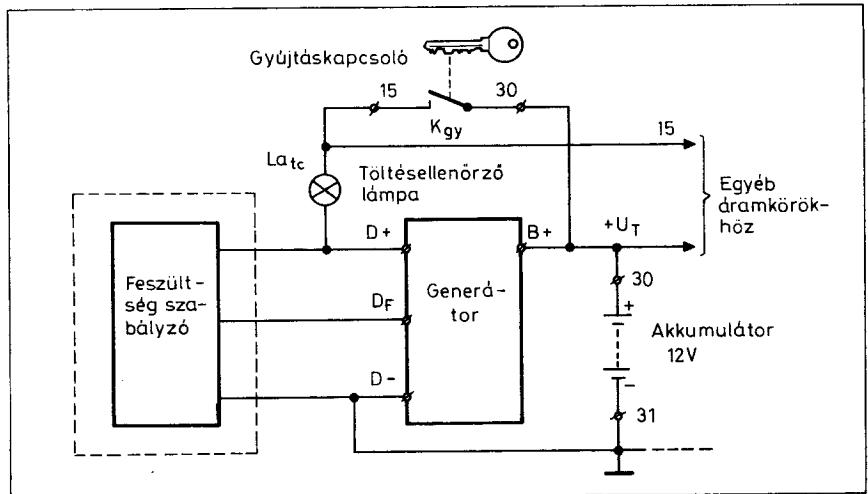 Gyújtáskapcsoló
15
30
Kgy
15
Latc
Töltésellenőrző
lámpa
Egyéb
áramkörök-
höz
D+
B+
+UT
Feszült-
ség sza-
bályzó
DF
Generá-
tor
30
+
Akkumulátor
12V
D-
−
31